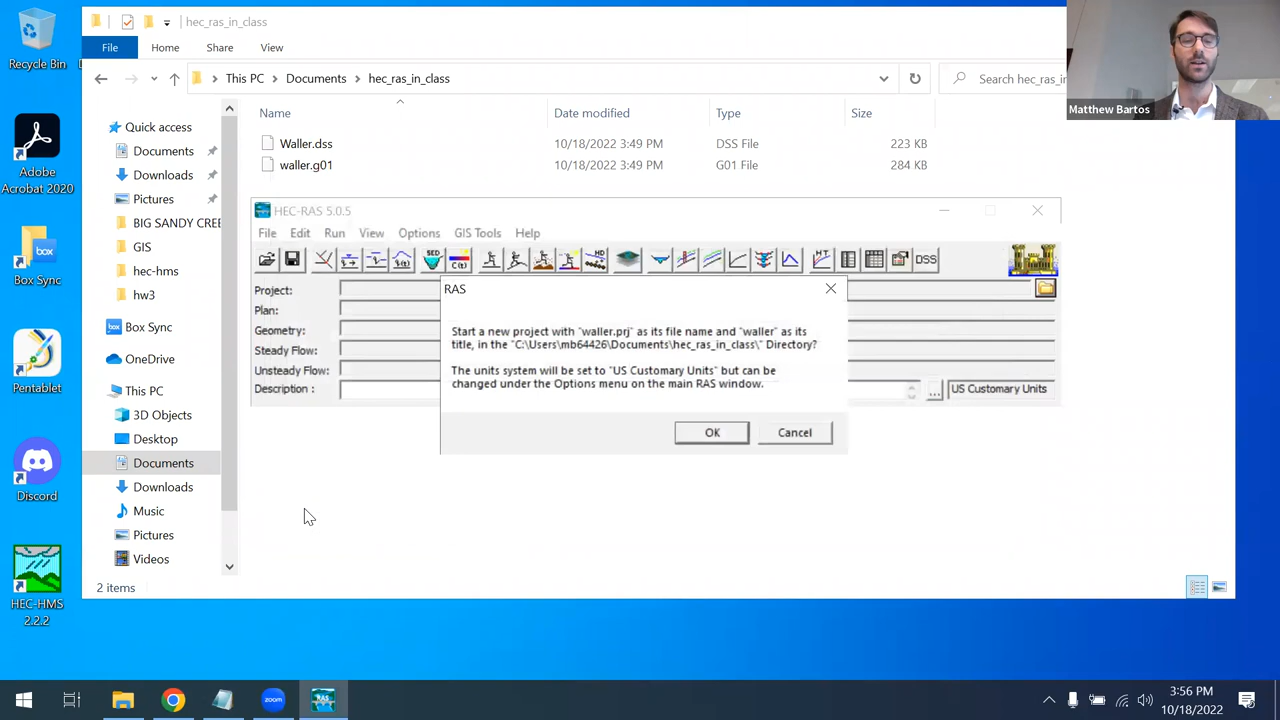 Recycle Bin
Adobe
Acrobat 2020
Box Sync
Pentablet
Discord
HEC-HMS
2.2.2
hec_ras_in_class
File
Home
Share
View
This PC
Documents
hec_ras_in_class
Search hec_ras_in
Matthew Bartos
Quick access
Documents
Downloads
Pictures
BIG SANDY CREE
GIS
hec-hms
hw3
Box Sync
OneDrive
This PC
3D Objects
Desktop
Documents
Downloads
Music
Pictures
Videos
Name
Date modified
Type
Size
Waller.dss
10/18/2022 3:49 PM
DSS File
223 KB
waller.g01
10/18/2022 3:49 PM
G01 File
284 KB
HEC-RAS 5.0.5
File
Edit
Run
View
Options
GIS Tools
Help
DSS
Project:
Plan:
Geometry:
Steady Flow:
Unsteady Flow:
Description :
...
US Customary Units
RAS
Start a new project with "waller.prj" as its file name and "waller" as its
title, in the "C:\Users\mb64426\Documents\hec_ras_in_class\" Directory?
The units system will be set to "US Customary Units" but can be
changed under the Options menu on the main RAS window.
OK
Cancel
2 items
zoom
RAS
3:56 PM
10/18/2022